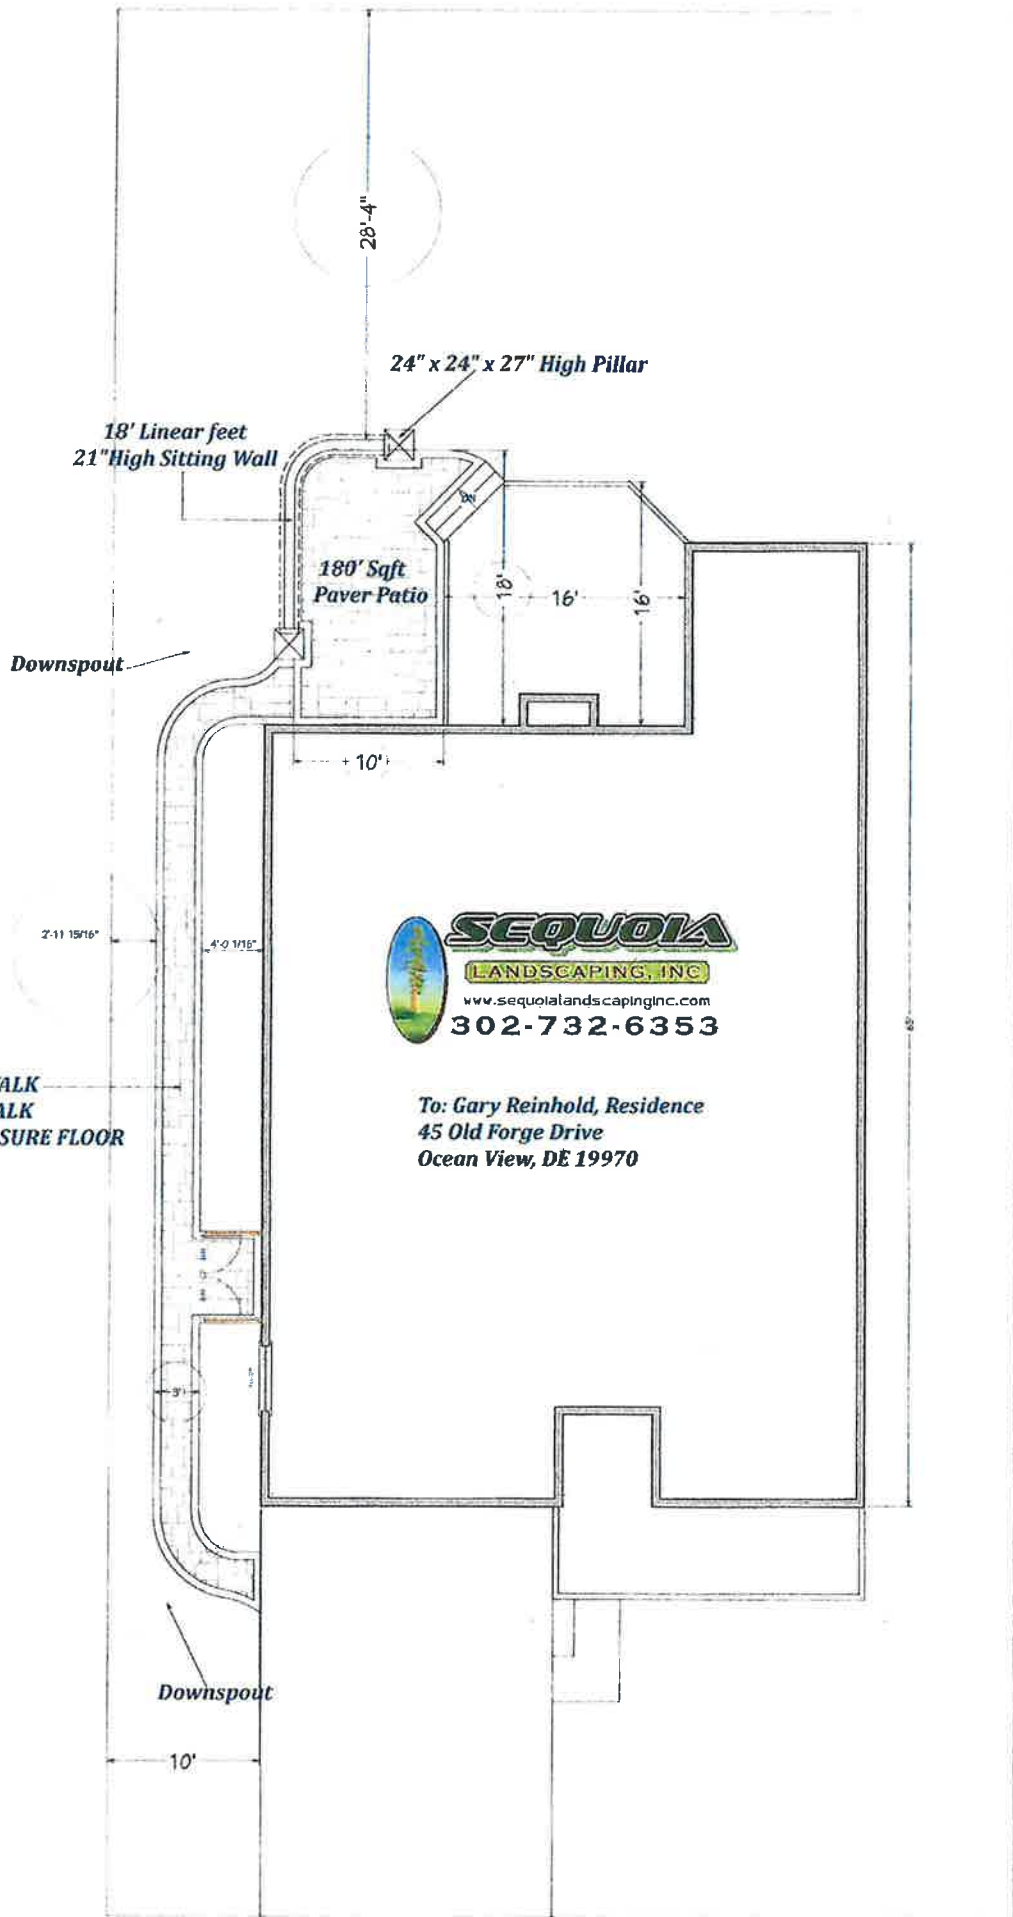 28'-4"
24" x 24" x 27" High Pillar
18' Linear feet
21"High Sitting Wall
DN
180' Sqft
Paver Patio
18'
16'
16'
Downspout
10'
2'-11 15/16"
4'-0 1/16"
SEQUOIA
LANDSCAPING, INC
www.sequoialandscapinginc.com
302-732-6353
65'
ALK
ALK
SURE FLOOR
To: Gary Reinhold, Residence
45 Old Forge Drive
Ocean View, DE 19970
3'
Downspout
10'